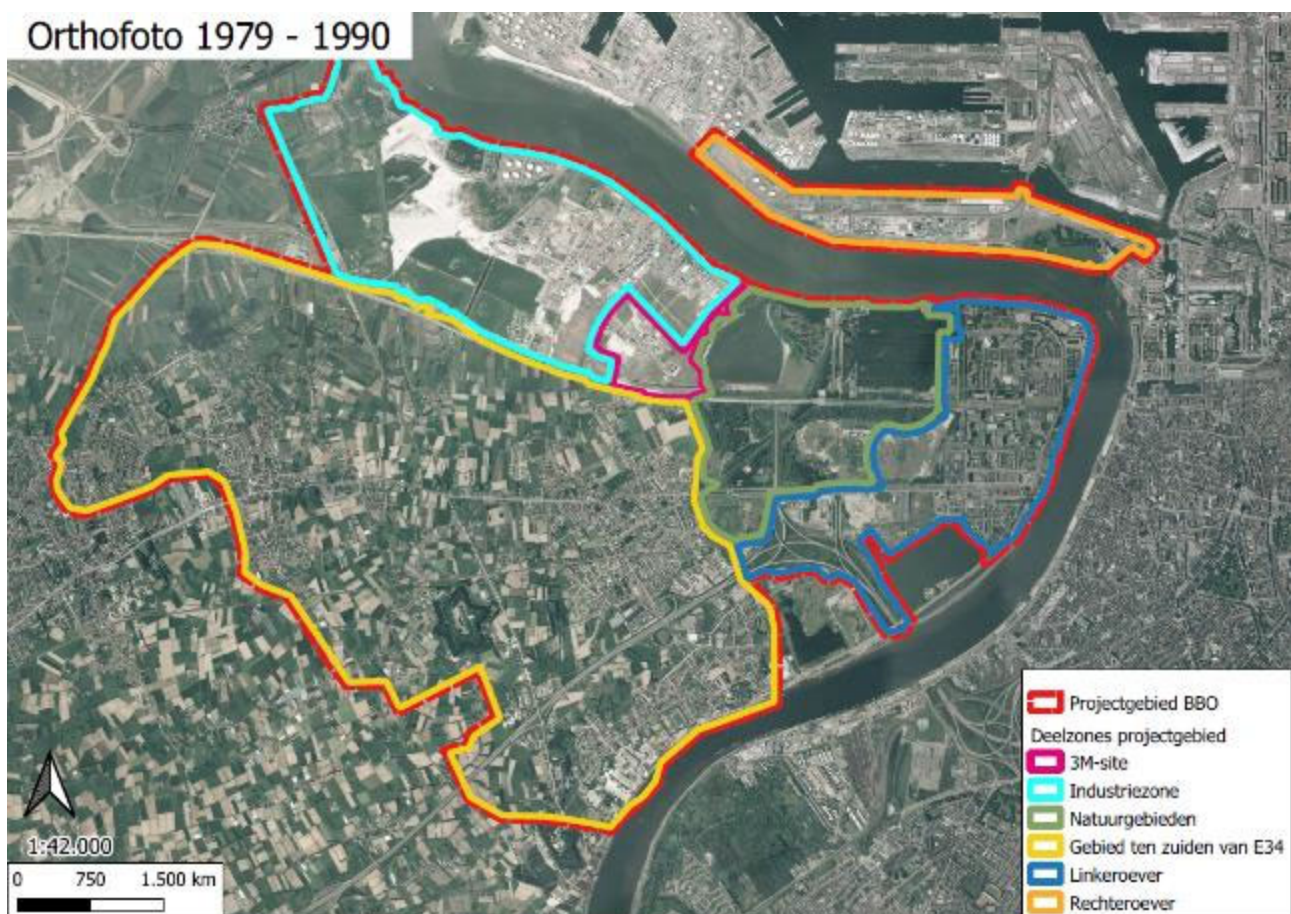 Orthofoto 1979 - 1990
Projectgebied BBO
Deelzones projectgebied
3M-site
Industriezone
Natuurgebieden
Gebied ten zuiden van E34
Linkeroever
Rechteroever
1:42.000
0 750 1.500 km